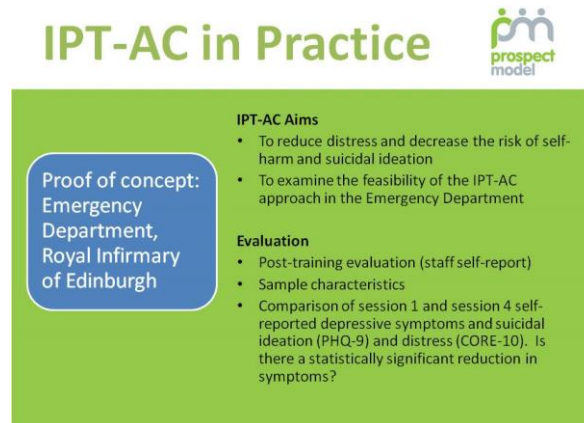 IPT-AC in Practice
prospect
model
Proof of concept:
Emergency
Department,
Royal Infirmary
of Edinburgh
IPT-AC Aims
• To reduce distress and decrease the risk of self-
harm and suicidal ideation
• To examine the feasibility of the IPT-AC
approach in the Emergency Department
Evaluation
• Post-training evaluation (staff self-report)
• Sample characteristics
• Comparison of session 1 and session 4 self-
reported depressive symptoms and suicidal
ideation (PHQ-9) and distress (CORE-10).  Is
there a statistically significant reduction in
symptoms?